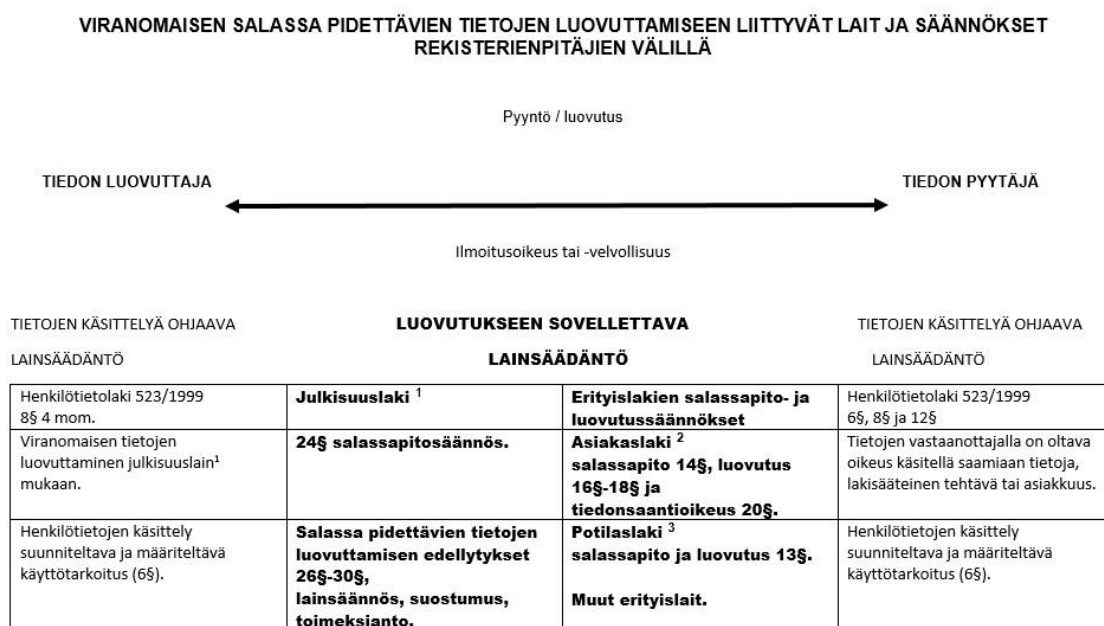 VIRANOMAISEN SALASSA PIDETTÄVIEN TIETOJEN LUOVUTTAMISEEN LIITTYVÄT LAIT JA SÄÄNNÖKSET
REKISTERIENPITÄJIEN VÄLILLÄ
Pyyntö / luovutus
TIEDON LUOVUTTAJA
TIEDON PYYTÄJÄ
Ilmoitusoikeus tai -velvollisuus
TIETOJEN KÄSITTELYÄ OHJAAVA
LAINSÄÄDÄNTÖ
LUOVUTUKSEEN SOVELLETTAVA
LAINSÄÄDÄNTÖ
TIETOJEN KÄSITTELYÄ OHJAAVA
LAINSÄÄDÄNTÖ
Henkilötietolaki 523/1999
8§ 4 mom.
Julkisuuslaki ¹
Erityislakien salassapito- ja
luovutussäännökset
Henkilötietolaki 523/1999
6§, 8§ ja 12§
Viranomaisen tietojen
luovuttaminen julkisuuslain¹
mukaan.
24§ salassapitosäännös.
Asiakaslaki ²
salassapito 14§, luovutus
16§-18§ ja
tiedonsaantioikeus 20§.
Tietojen vastaanottajalla on oltava
oikeus käsitellä saamiaan tietoja,
lakisääteinen tehtävä tai asiakkuus.
Henkilötietojen käsittely
suunniteltava ja määriteltävä
käyttötarkoitus (6§).
Salassa pidettävien tietojen
luovuttamisen edellytykset
26§-30§,
lainsäännös, suostumus,
toimeksianto.
Potilaslaki ³
salassapito ja luovutus 13§.
Muut erityislait.
Henkilötietojen käsittely
suunniteltava ja määriteltävä
käyttötarkoitus (6§).